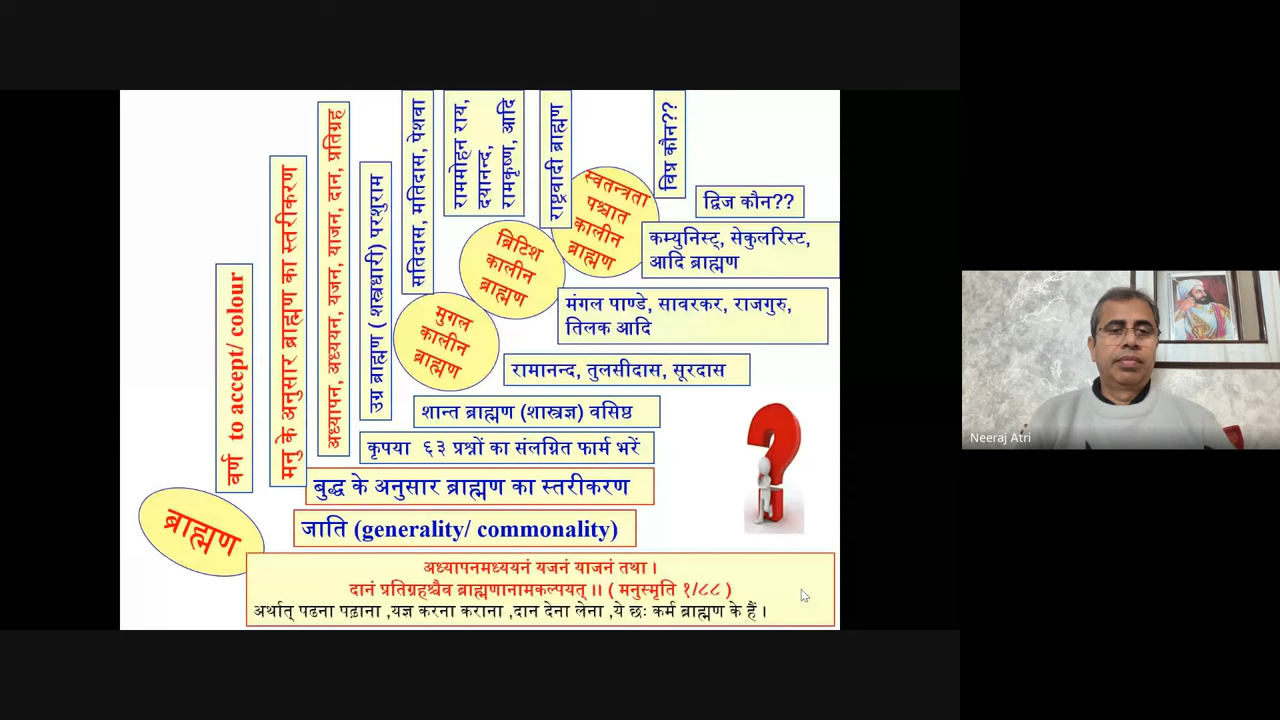 ब्राह्मण
वर्ण to accept/ colour
मनु के अनुसार ब्राह्मण का स्तरीकरण
अध्यापन, अध्ययन, यजन, याजन, दान, प्रतिग्रह
उग्र ब्राह्मण ( शस्त्रधारी) परशुराम
सतिदास, मतिदास, पेशवा
राममोहन राय,
दयानन्द,
रामकृष्ण, आदि
राष्ट्रवादी ब्राह्मण
विप्र कौन??
स्वतन्त्रता
पश्चात
कालीन
ब्राह्मण
ब्रिटिश
कालीन
ब्राह्मण
मुगल
कालीन
ब्राह्मण
द्विज कौन??
कम्युनिस्ट्, सेकुलरिस्ट,
आदि ब्राह्मण
मंगल पाण्डे, सावरकर, राजगुरु,
तिलक आदि
रामानन्द, तुलसीदास, सूरदास
शान्त ब्राह्मण (शास्त्रज्ञ) वसिष्ठ
कृपया ६३ प्रश्नों का संलग्नित फार्म भरें
बुद्ध के अनुसार ब्राह्मण का स्तरीकरण
जाति (generality/ commonality)
अध्यापनमध्ययनं यजनं याजनं तथा ।
दानं प्रतिग्रहश्चैव ब्राह्मणानामकल्पयत् ।। ( मनुस्मृति १/८८ )
अर्थात् पढना पढ़ाना ,यज्ञ करना कराना ,दान देना लेना ,ये छः कर्म ब्राह्मण के हैं ।
Neeraj Atri